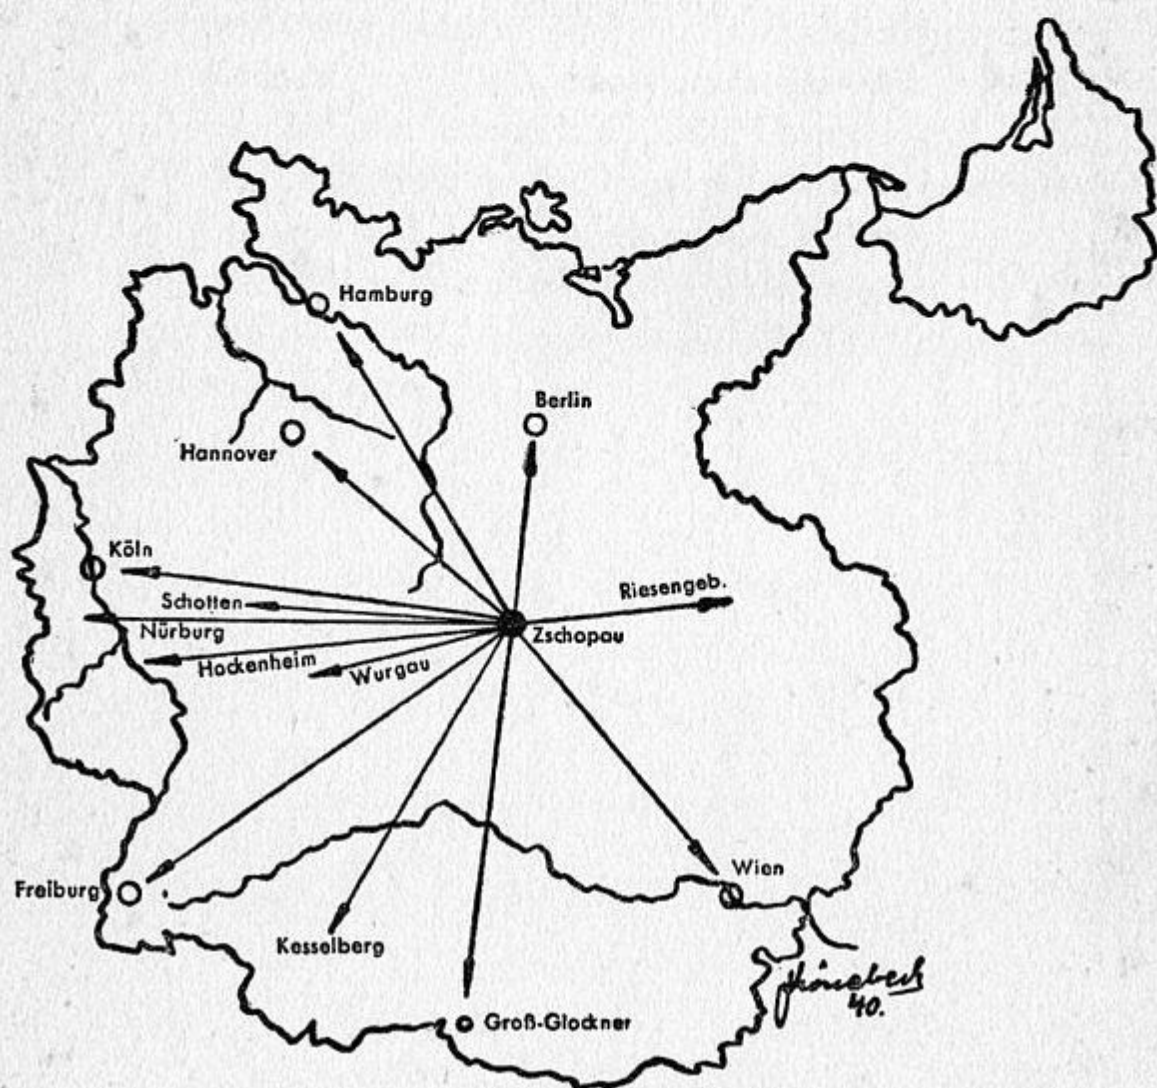 Hamburg
Berlin
Hannover
Köln
Riesengeb.
Schotten
Nürburg
Zschopau
Hockenheim
Wurgau
Wien
Freiburg
Kesselberg
40.
Groß-Glockner